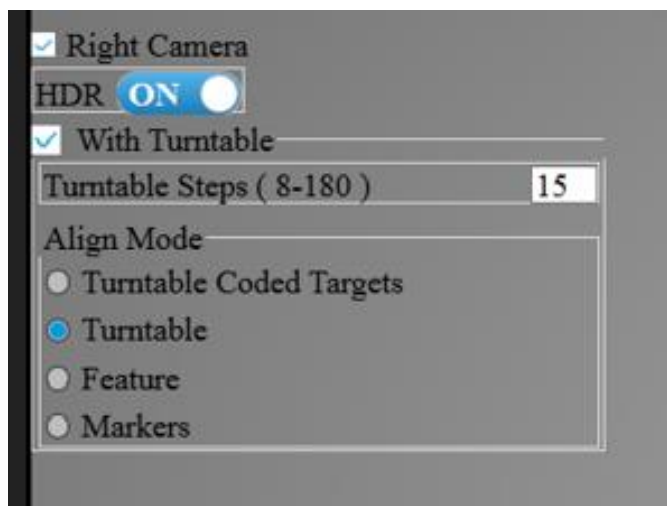 Right Camera
HDR ON
With Turntable
Turntable Steps ( 8-180 ) 15
Align Mode
Turntable Coded Targets
Turntable
Feature
Markers